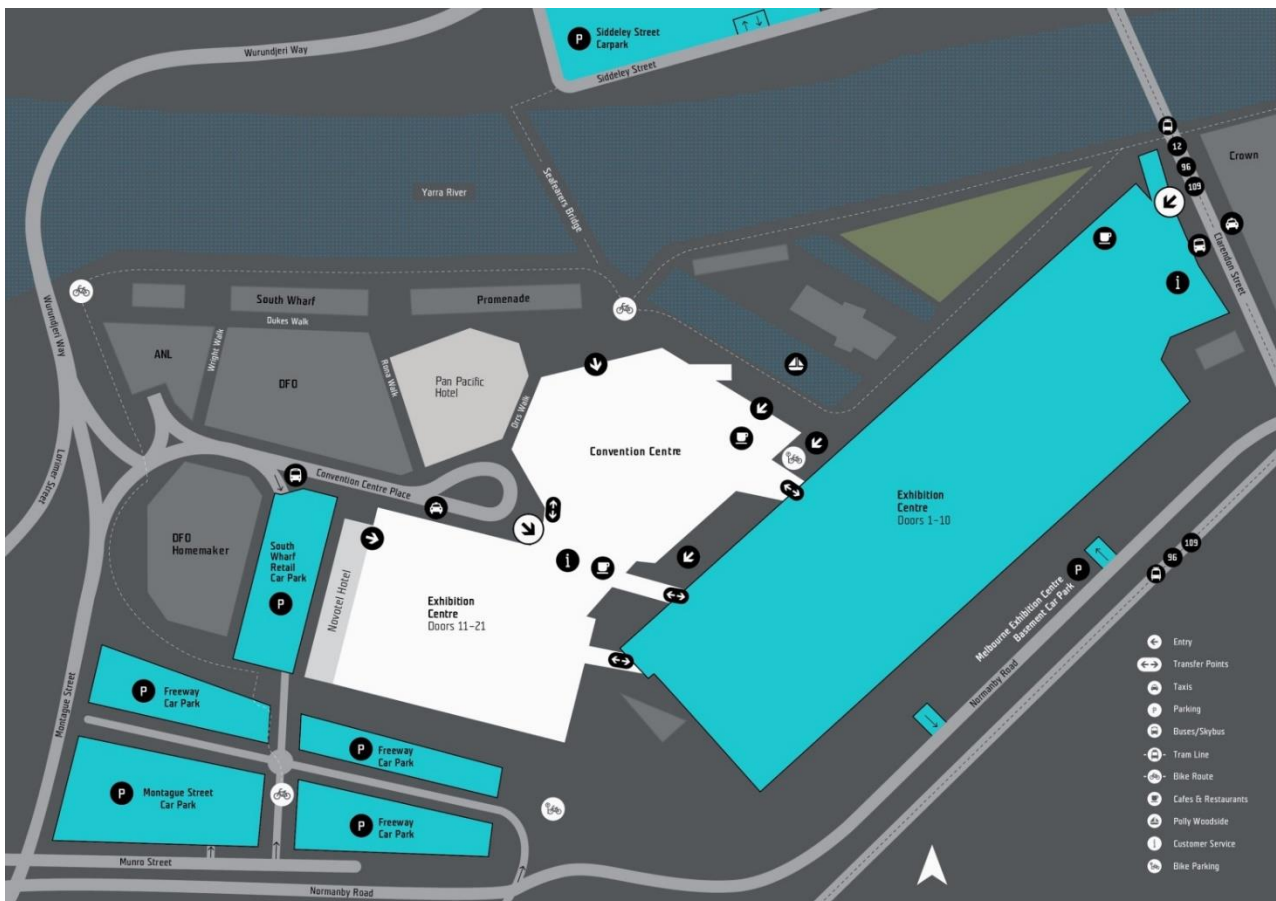 Siddeley Street
Carpark
P
Siddeley Street
Wurundjeri Way
12
96
109
Crown
Clarendon Street
Yarra River
Seafarers Bridge
South Wharf
Promenade
Dukes Walk
Wurundjeri Way
ANL
Wright Walk
DFO
Rona Walk
Pan Pacific
Hotel
Orrs Walk
Convention Centre
i
Lorimer Street
Convention Centre Place
Exhibition
Centre
Doors 1–10
DFO
Homemaker
South
Wharf
Retail
Car Park
P
Novotel Hotel
i
Exhibition
Centre
Doors 11–21
109
96
P
Melbourne Exhibition Centre
Basement Car Park
Normanby Road
Montague Street
P
Freeway
Car Park
P
Freeway
Car Park
P
Montague Street
Car Park
P
Freeway
Car Park
Munro Street
Normanby Road
Entry
Transfer Points
Taxis
P
Parking
Buses/Skybus
Tram Line
Bike Route
Cafes & Restaurants
Polly Woodside
i
Customer Service
Bike Parking